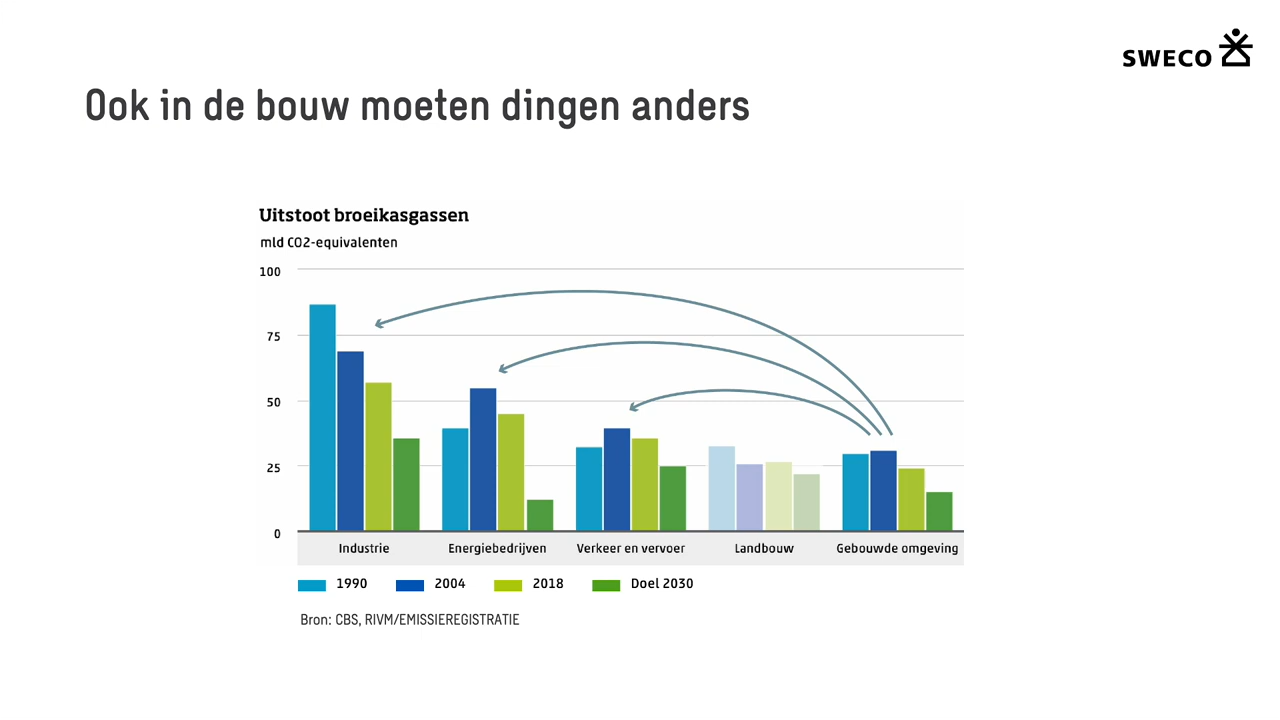 SWECO
Ook in de bouw moeten dingen anders
Uitstoot broeikasgassen
mld CO2-equivalenten
100
75
50
25
0
Industrie Energiebedrijven Verkeer en vervoer Landbouw Gebouwde omgeving
1990 2004 2018 Doel 2030
Bron: CBS, RIVM/EMISSIEREGISTRATIE